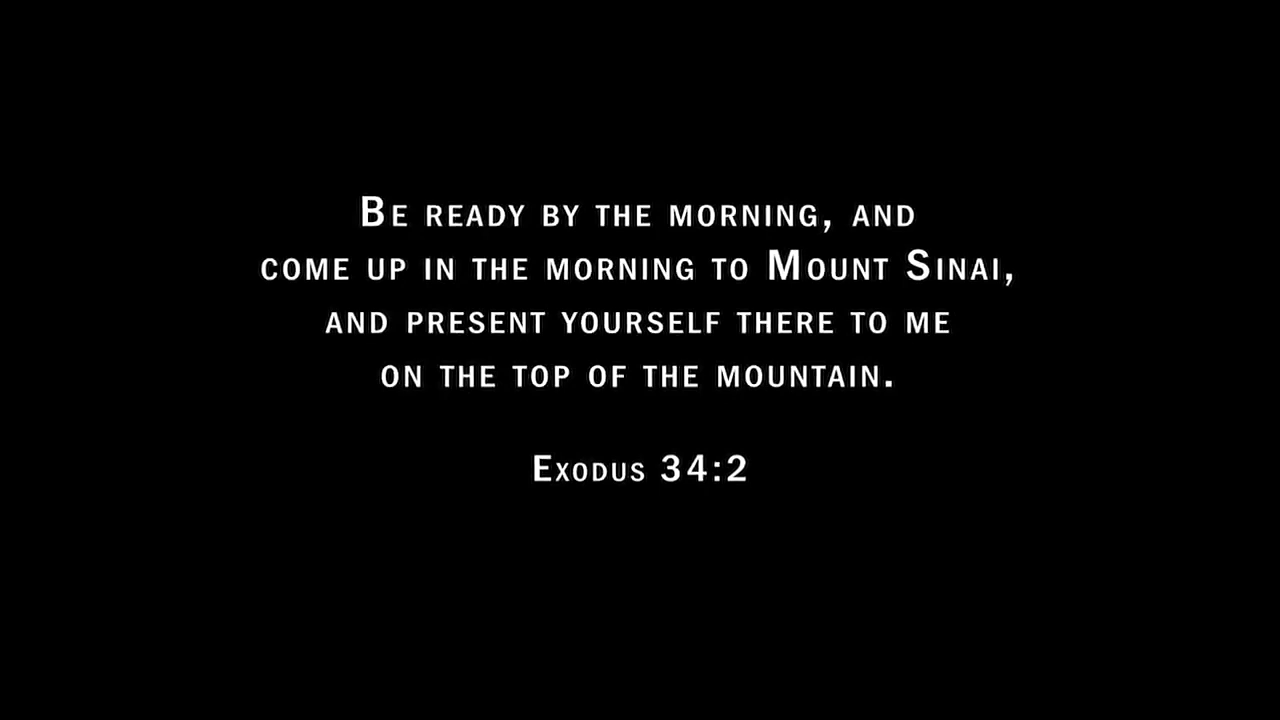 Be ready by the morning, and
come up in the morning to Mount Sinai,
and present yourself there to me
on the top of the mountain.
Exodus 34:2